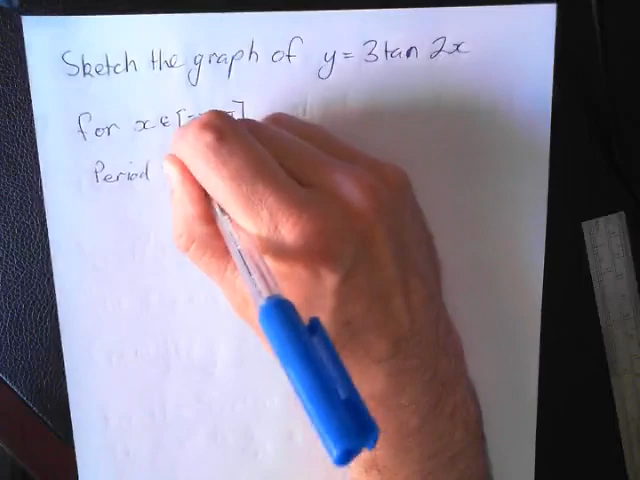 Sketch the graph of y = 3tan 2x
for x ∈ [
Period